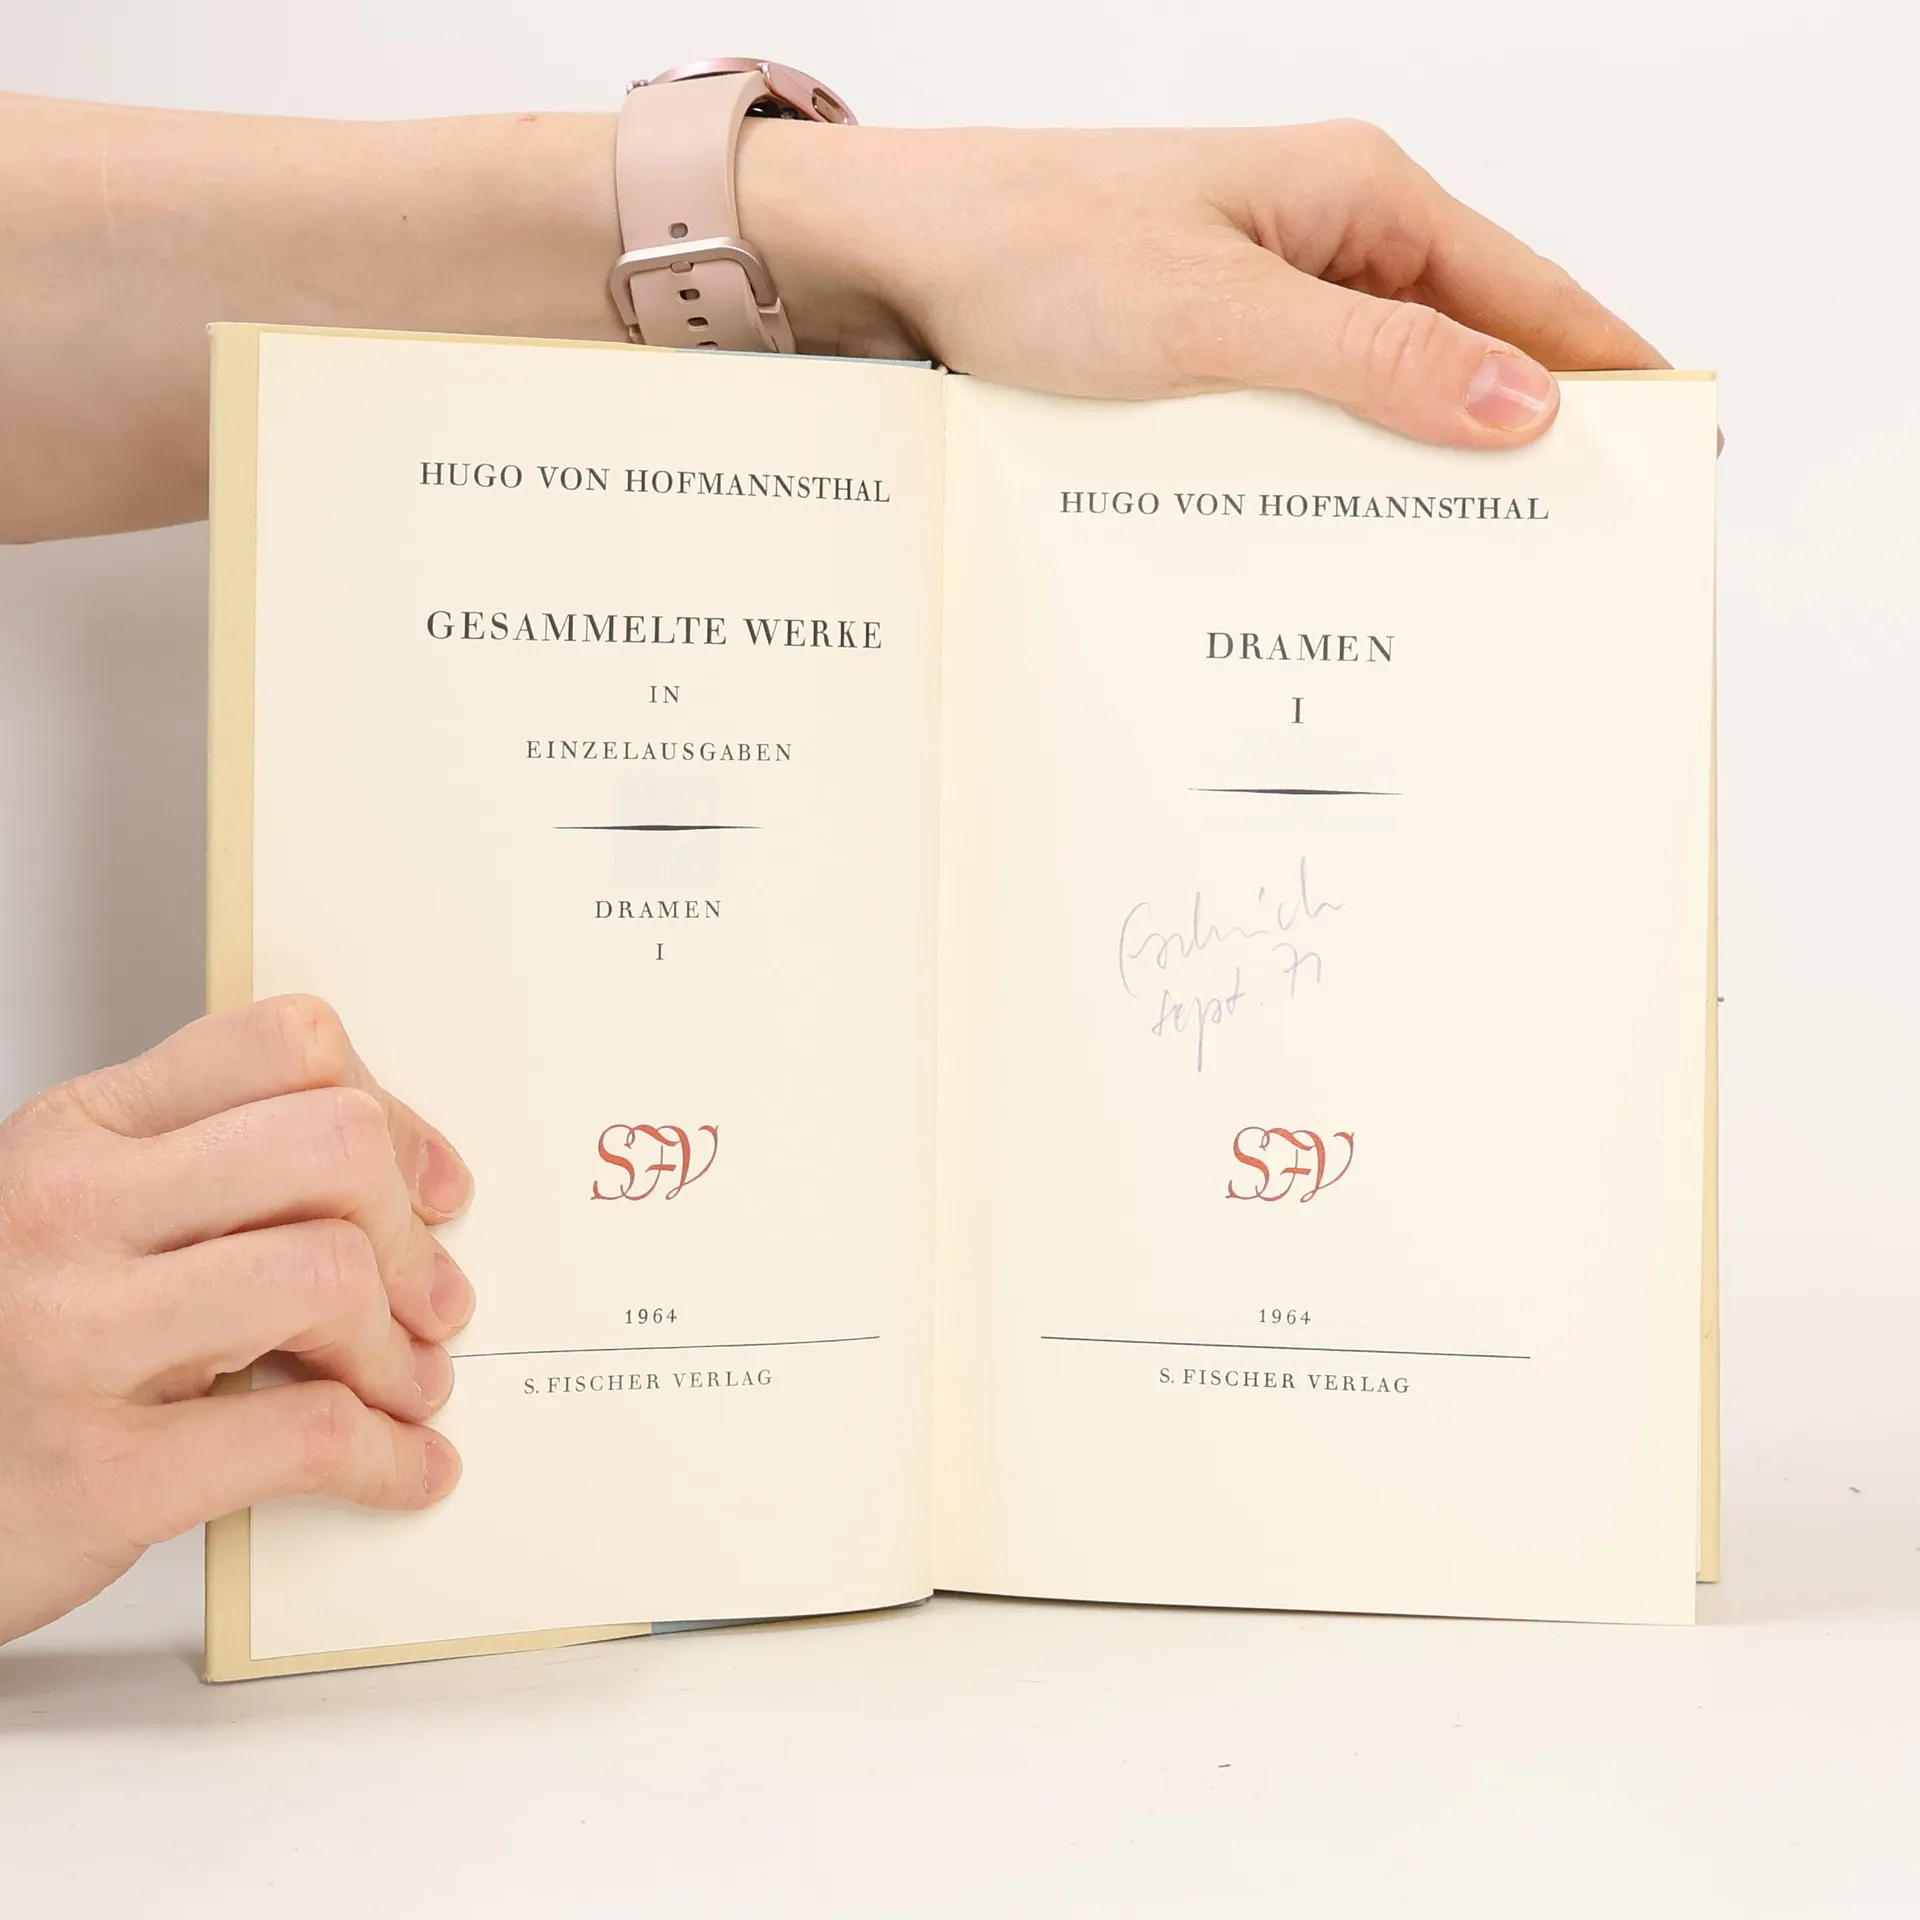 HUGO VON HOFMANNSTHAL
GESAMMELTE WERKE
IN
EINZELAUSGABEN
DRAMEN
I
SFV
1964
S. FISCHER VERLAG
HUGO VON HOFMANNSTHAL
DRAMEN
I
Sept. 71
SFV
1964
S. FISCHER VERLAG